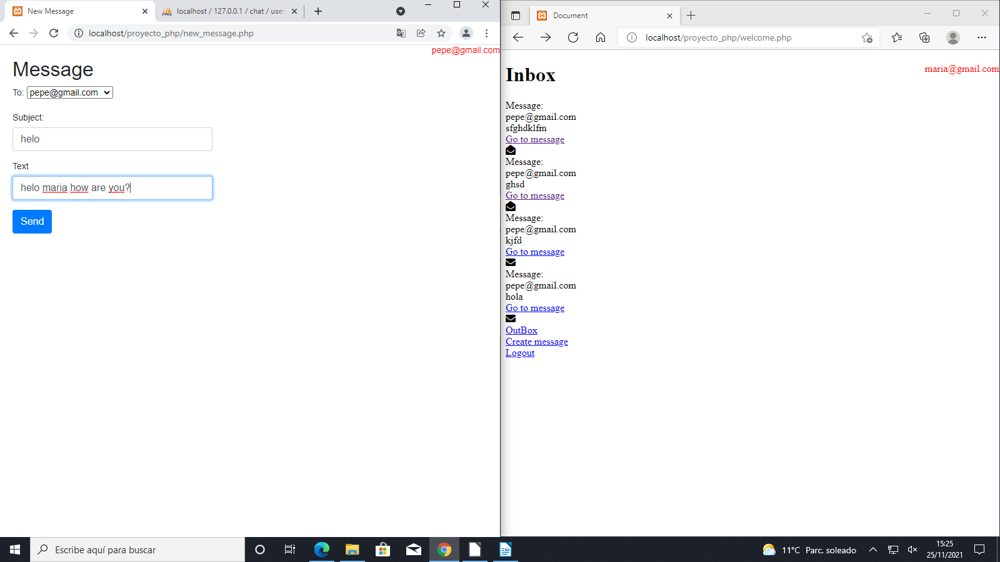 New Message
localhost / 127.0.0.1 / chat / user
localhost/proyecto_php/new_message.php
pepe@gmail.com
Message
To: pepe@gmail.com
Subject:
helo
Text
helo maria how are you?
Send
Document
localhost/proyecto_php/welcome.php
maria@gmail.com
Inbox
Message:
pepe@gmail.com
sfghdklfm
Go to message
Message:
pepe@gmail.com
ghsd
Go to message
Message:
pepe@gmail.com
kjfd
Go to message
Message:
pepe@gmail.com
hola
Go to message
OutBox
Create message
Logout
Escribe aquí para buscar
11°C Parc. soleado
15:25
25/11/2021